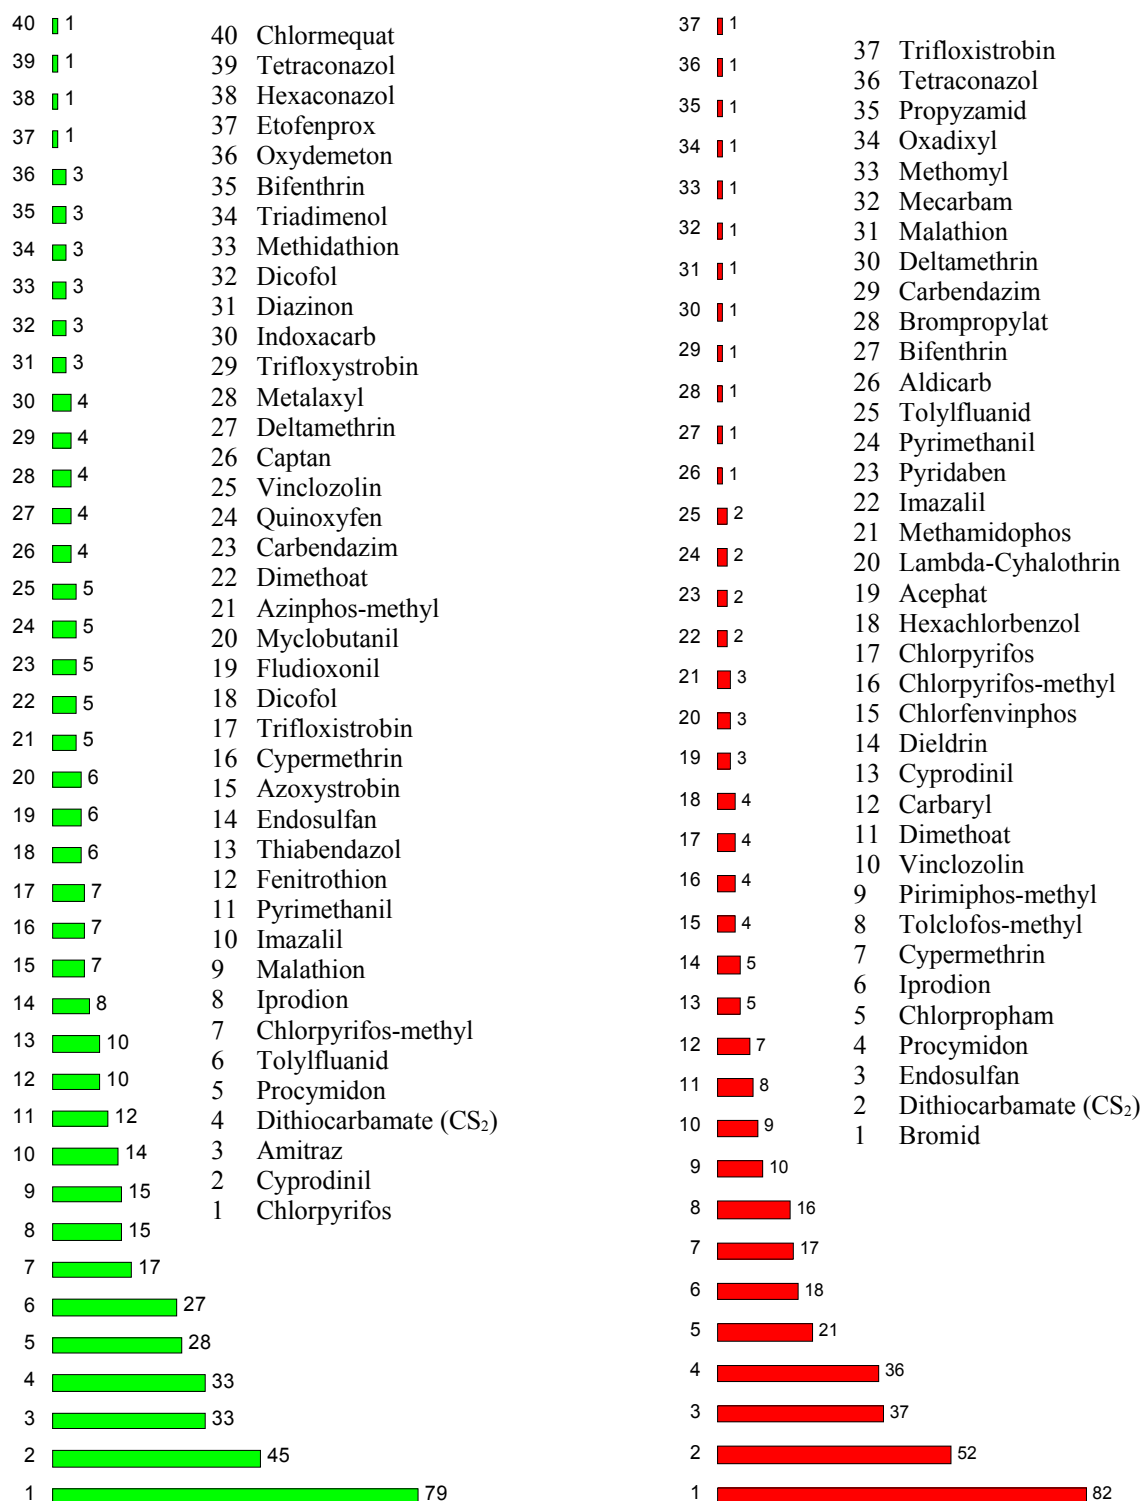 40 1
39 1
38 1
37 1
36 3
35 3
34 3
33 3
32 3
31 3
30 4
29 4
28 4
27 4
26 4
25 5
24 5
23 5
22 5
21 5
20 6
19 6
18 6
17 7
16 7
15 7
14 8
13 10
12 10
11 12
10 14
9 15
8 15
7 17
6 27
5 28
4 33
3 33
2 45
1 79
40 Chlormequat
39 Tetraconazol
38 Hexaconazol
37 Etofenprox
36 Oxydemeton
35 Bifenthrin
34 Triadimenol
33 Methidathion
32 Dicofol
31 Diazinon
30 Indoxacarb
29 Trifloxystrobin
28 Metalaxyl
27 Deltamethrin
26 Captan
25 Vinclozolin
24 Quinoxyfen
23 Carbendazim
22 Dimethoat
21 Azinphos-methyl
20 Myclobutanil
19 Fludioxonil
18 Dicofol
17 Trifloxistrobin
16 Cypermethrin
15 Azoxystrobin
14 Endosulfan
13 Thiabendazol
12 Fenitrothion
11 Pyrimethanil
10 Imazalil
9 Malathion
8 Iprodion
7 Chlorpyrifos-methyl
6 Tolylfluanid
5 Procymidon
4 Dithiocarbamate (CS₂)
3 Amitraz
2 Cyprodinil
1 Chlorpyrifos
37 1
36 1
35 1
34 1
33 1
32 1
31 1
30 1
29 1
28 1
27 1
26 1
25 2
24 2
23 2
22 2
21 3
20 3
19 3
18 4
17 4
16 4
15 4
14 5
13 5
12 7
11 8
10 9
9 10
8 16
7 17
6 18
5 21
4 36
3 37
2 52
1 82
37 Trifloxistrobin
36 Tetraconazol
35 Propyzamid
34 Oxadixyl
33 Methomyl
32 Mecarbam
31 Malathion
30 Deltamethrin
29 Carbendazim
28 Brompropylat
27 Bifenthrin
26 Aldicarb
25 Tolylfluanid
24 Pyrimethanil
23 Pyridaben
22 Imazalil
21 Methamidophos
20 Lambda-Cyhalothrin
19 Acephat
18 Hexachlorbenzol
17 Chlorpyrifos
16 Chlorpyrifos-methyl
15 Chlorfenvinphos
14 Dieldrin
13 Cyprodinil
12 Carbaryl
11 Dimethoat
10 Vinclozolin
9 Pirimiphos-methyl
8 Tolclofos-methyl
7 Cypermethrin
6 Iprodion
5 Chlorpropham
4 Procymidon
3 Endosulfan
2 Dithiocarbamate (CS₂)
1 Bromid